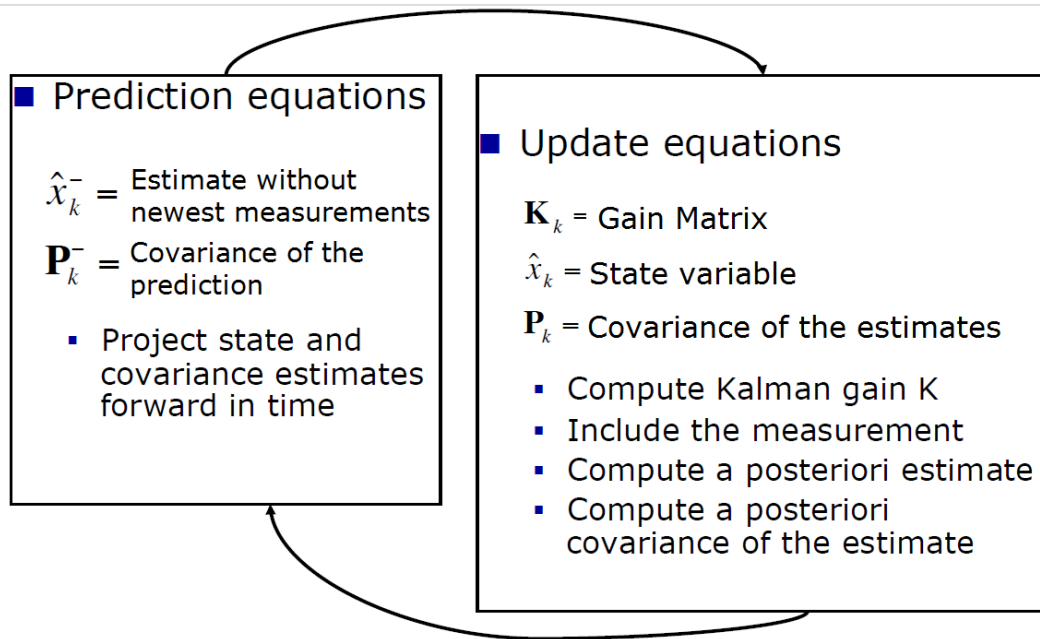 ■ Prediction equations
x̂ₖ⁻ = Estimate without
newest measurements
𝐏ₖ⁻ = Covariance of the
prediction
▪ Project state and
covariance estimates
forward in time
■ Update equations
𝐊ₖ = Gain Matrix
x̂ₖ = State variable
𝐏ₖ = Covariance of the estimates
▪ Compute Kalman gain K
▪ Include the measurement
▪ Compute a posteriori estimate
▪ Compute a posteriori
covariance of the estimate